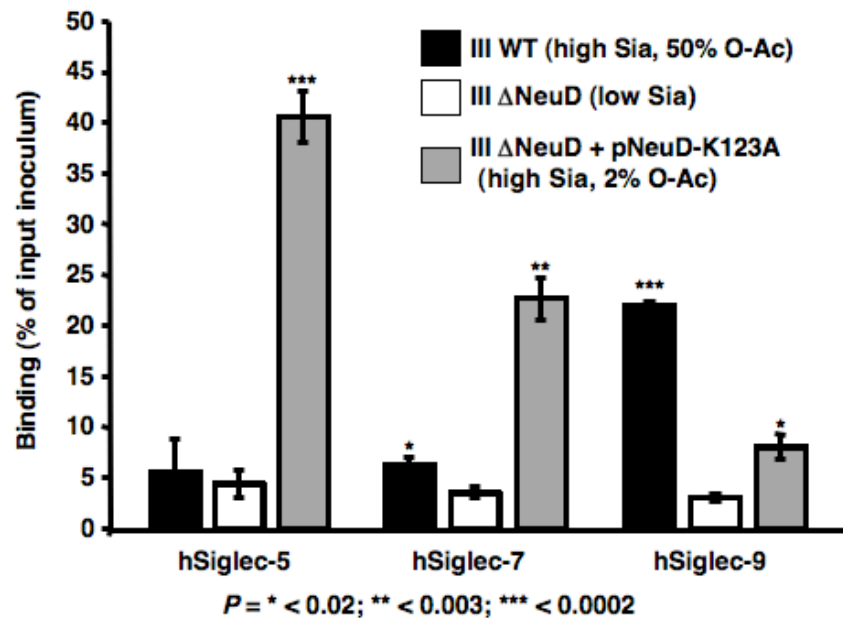 50
45
40
35
30
25
20
15
10
5
0
Binding (% of input inoculum)
III WT (high Sia, 50% O-Ac)
III ΔNeuD (low Sia)
III ΔNeuD + pNeuD-K123A
(high Sia, 2% O-Ac)
***
*
**
***
*
hSiglec-5 hSiglec-7 hSiglec-9
P = * < 0.02; ** < 0.003; *** < 0.0002